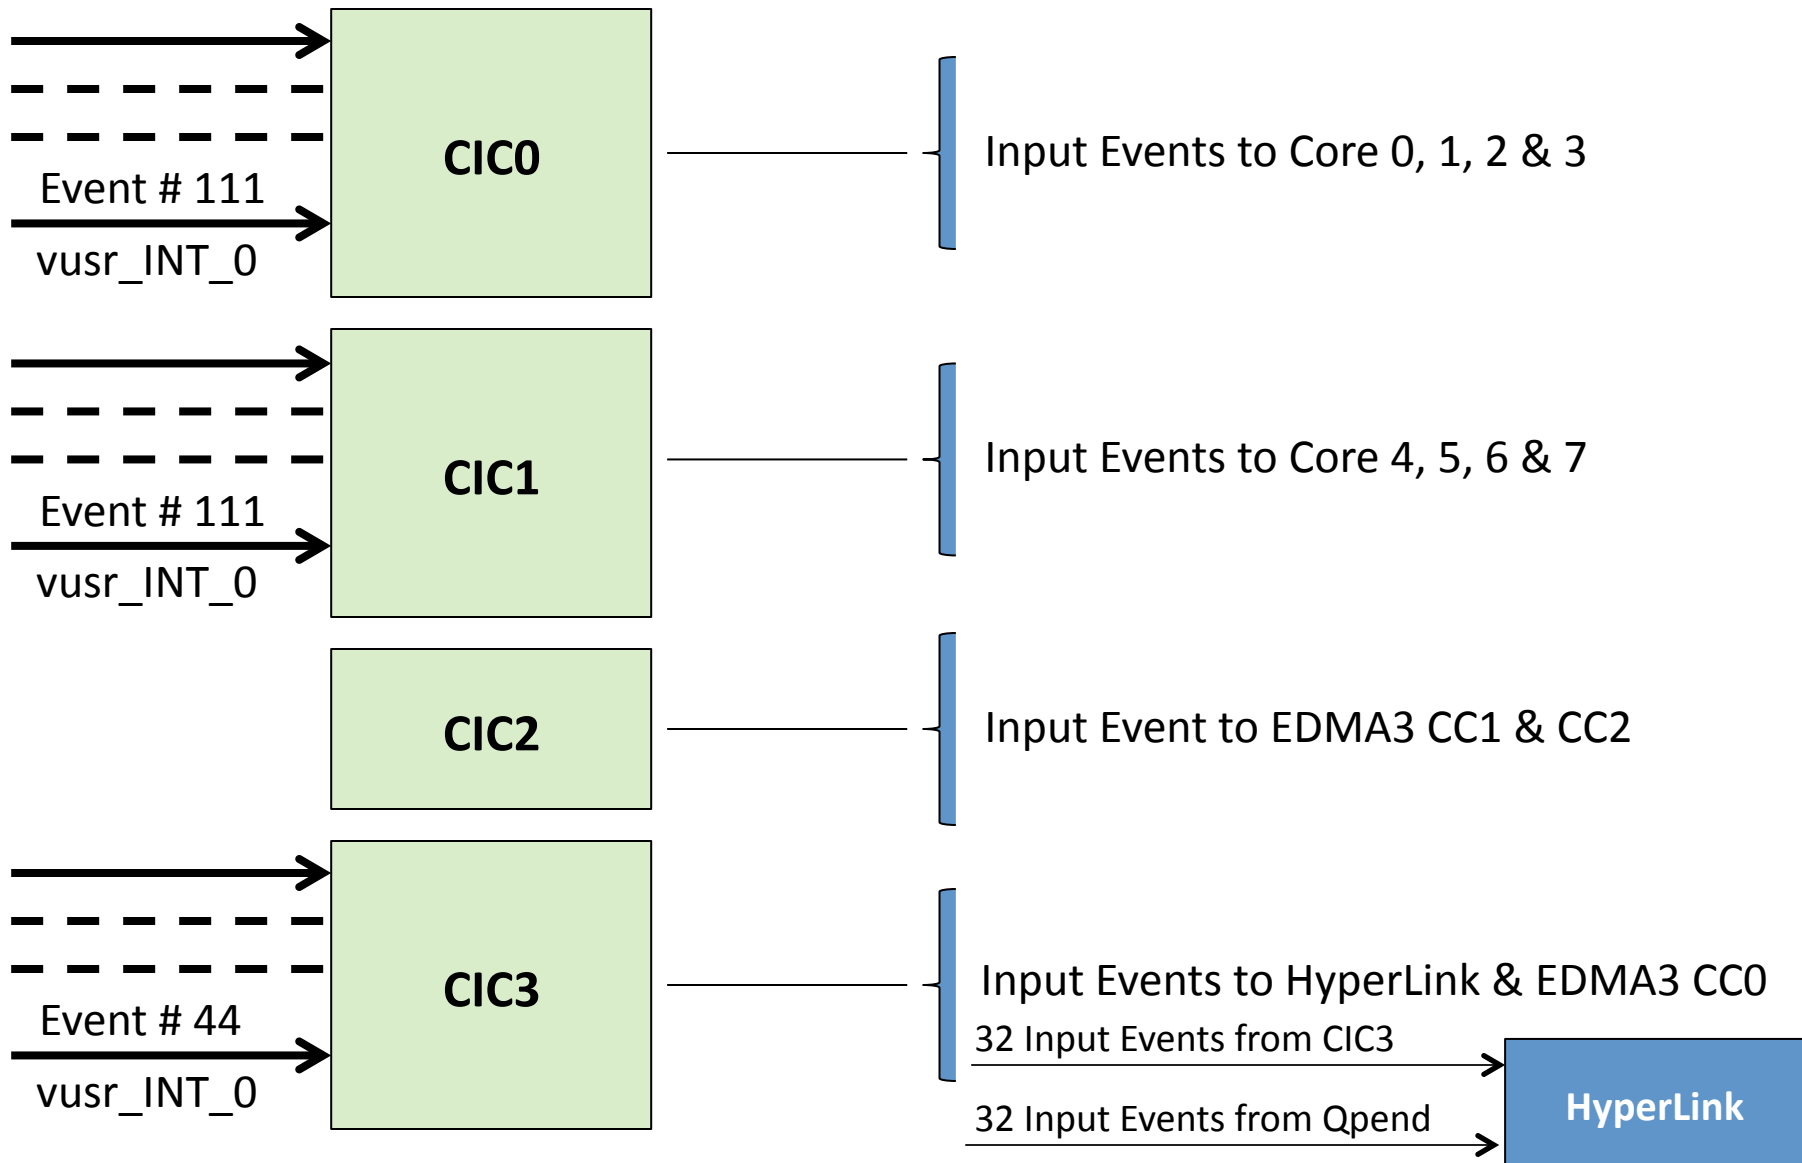 CIC0
Input Events to Core 0, 1, 2 & 3
Event # 111
vusr_INT_0
CIC1
Input Events to Core 4, 5, 6 & 7
Event # 111
vusr_INT_0
CIC2
Input Event to EDMA3 CC1 & CC2
CIC3
Input Events to HyperLink & EDMA3 CC0
Event # 44
vusr_INT_0
32 Input Events from CIC3
32 Input Events from Qpend
HyperLink